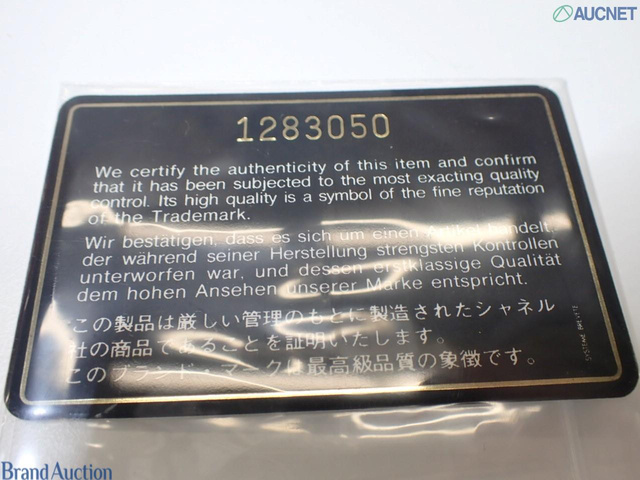 AUCNET
1283050
We certify the authenticity of this item and confirm
that it has been subjected to the most exacting quality
control. Its high quality is a symbol of the fine reputation
of the Trademark.
Wir bestätigen, dass es sich um einen Artikel handelt,
der während seiner Herstellung strengsten Kontrollen
unterworfen war, und dessen erstklassige Qualität
dem hohen Ansehen unserer Marke entspricht.
この製品は厳しい管理のもとに製造されたシャネル
社の商品であることを証明いたします。
このブランド・マークは最高級品質の象徴です。
SYSTEME BREVETE
Brand Auction